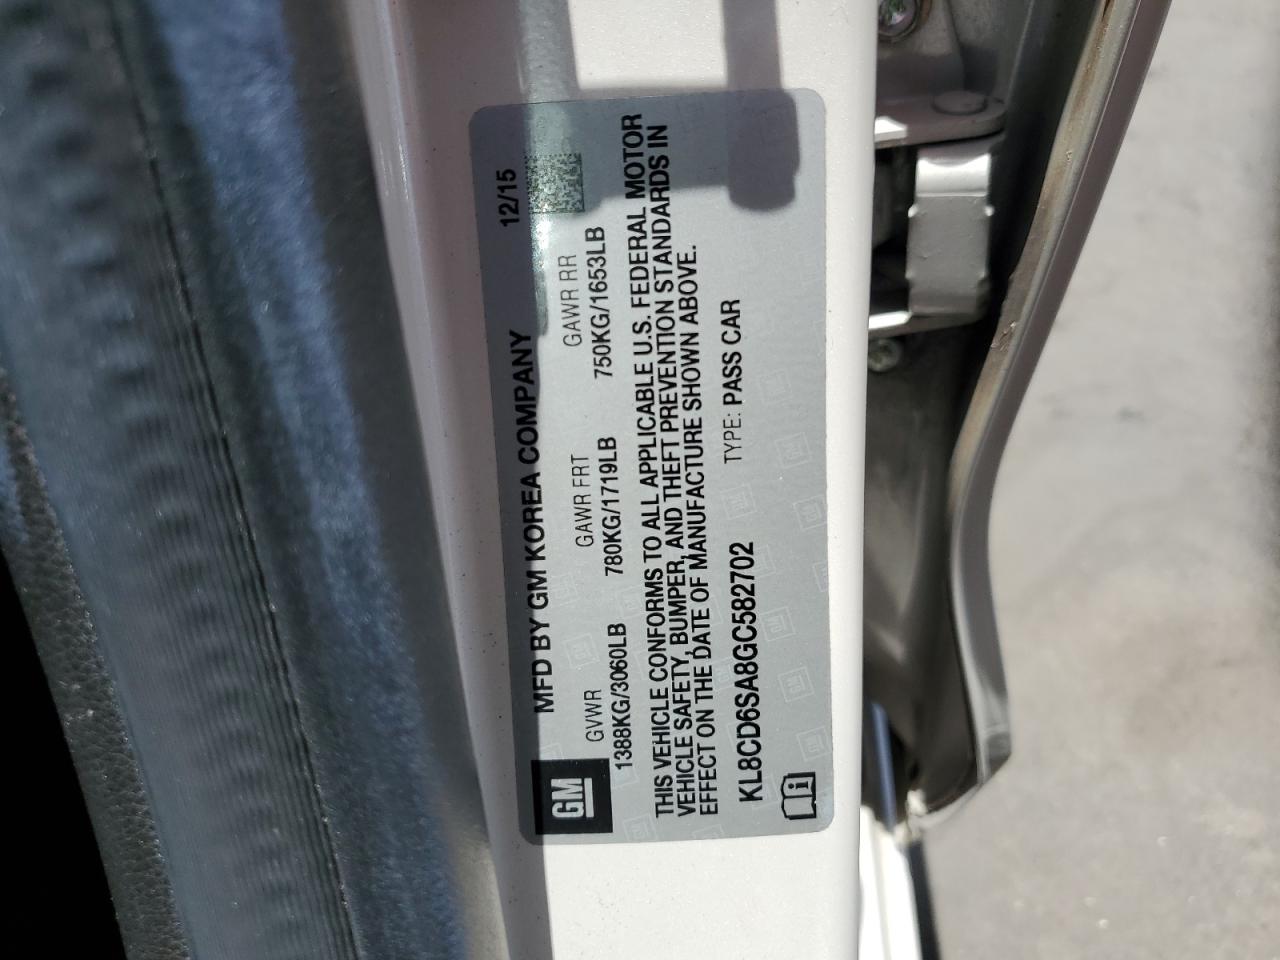 GM
MFD BY GM KOREA COMPANY 12/15
GVWR GAWR FRT GAWR RR
1388KG/3060LB 780KG/1719LB 750KG/1653LB
THIS VEHICLE CONFORMS TO ALL APPLICABLE U.S. FEDERAL MOTOR
VEHICLE SAFETY, BUMPER, AND THEFT PREVENTION STANDARDS IN
EFFECT ON THE DATE OF MANUFACTURE SHOWN ABOVE.
KL8CD6SA8GC582702 TYPE: PASS CAR